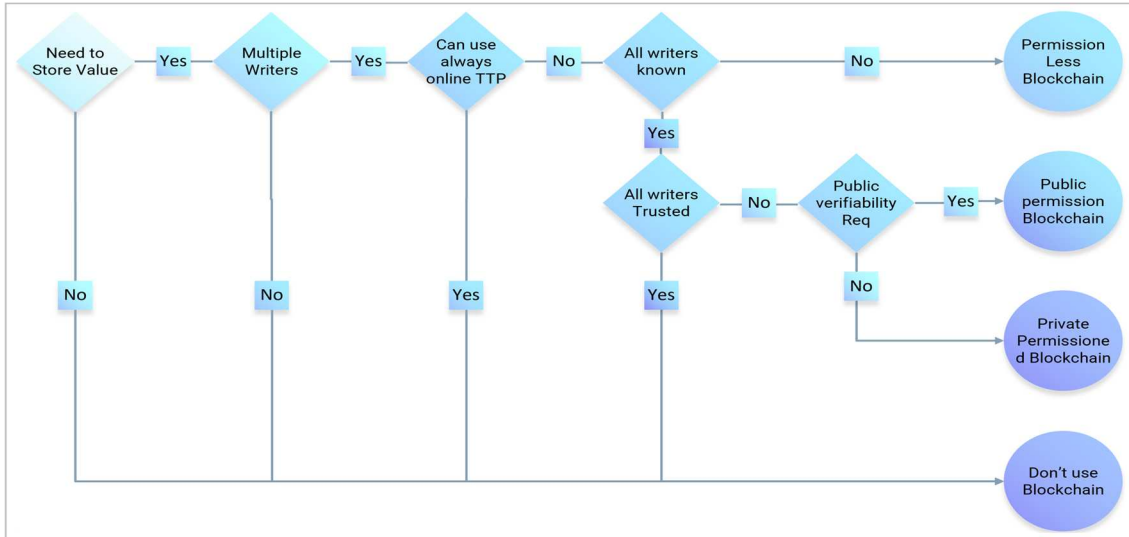 Need to
Store Value
Yes
Multiple
Writers
Yes
Can use
always
online TTP
No
All writers
known
No
Permission
Less
Blockchain
Yes
All writers
Trusted
No
Public
verifiability
Req
Yes
Public
permission
Blockchain
No
No
Yes
Yes
No
Private
Permissione
d Blockchain
Don’t use
Blockchain